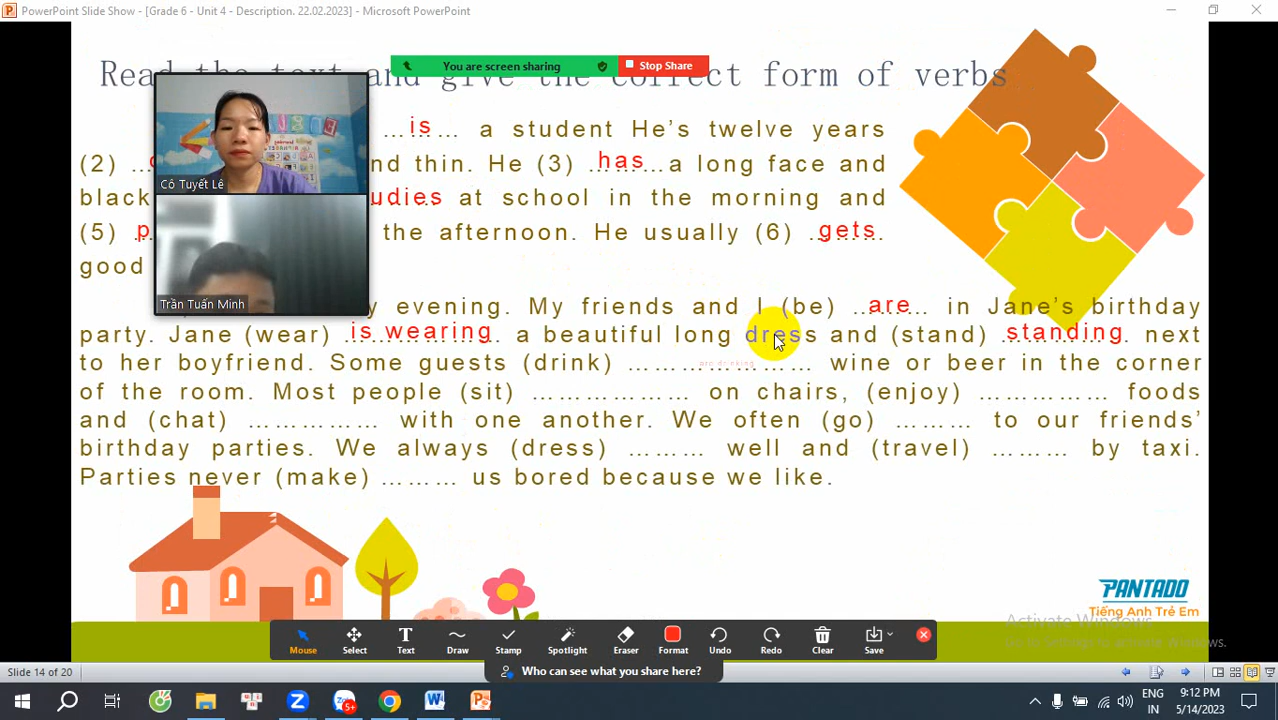 PowerPoint Slide Show - [Grade 6 - Unit 4 - Description. 22.02.2023] - Microsoft PowerPoint
You are screen sharing Stop Share
Read the text and give the correct form of verbs
…is… a student He's twelve years
(2) … nd thin. He (3) …has… a long face and
black udies… at school in the morning and
(5) p the afternoon. He usually (6) …gets…
good
y evening. My friends and I (be) …are… in Jane's birthday
party. Jane (wear) …is wearing…. a beautiful long dress and (stand) …standing…. next
to her boyfriend. Some guests (drink) ………………… wine or beer in the corner
of the room. Most people (sit) ……………… on chairs, (enjoy) …………… foods
and (chat) …………… with one another. We often (go) ……… to our friends'
birthday parties. We always (dress) ……… well and (travel) ……… by taxi.
Parties never (make) ……… us bored because we like.
Cô Tuyết Lê
Trần Tuấn Minh
PANTADO
Tiếng Anh Trẻ Em
Activate Windows
Go to Settings to activate Windows.
Mouse Select Text Draw Stamp Spotlight Eraser Format Undo Redo Clear Save
Who can see what you share here?
Slide 14 of 20
5+
ENG
IN
9:12 PM
5/14/2023